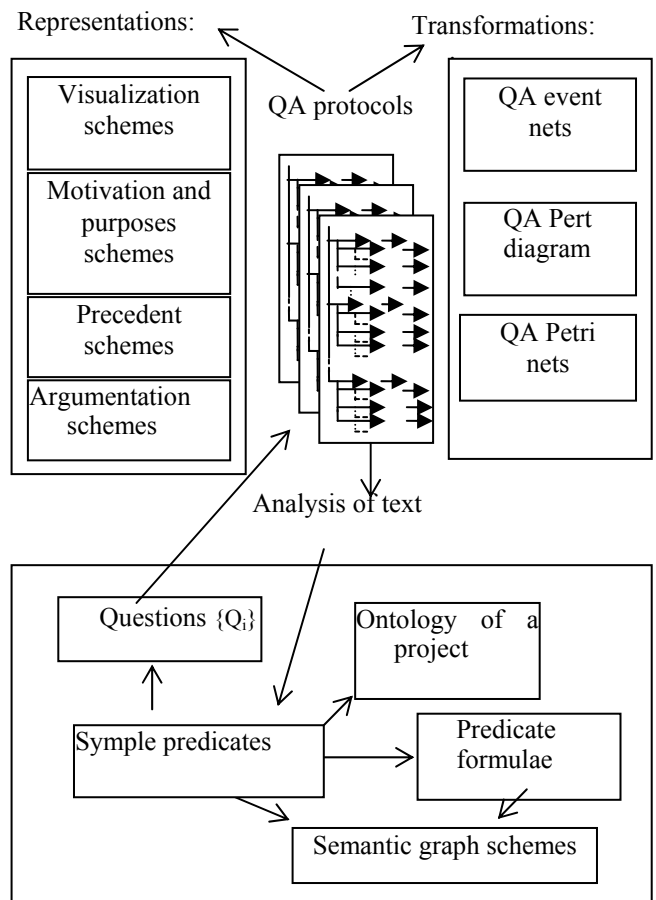 Representations:
Transformations:
QA protocols
Visualization
schemes
Motivation and
purposes
schemes
Precedent
schemes
Argumentation
schemes
QA event
nets
QA Pert
diagram
QA Petri
nets
Analysis of text
Questions {Qᵢ}
Ontology of a
project
Symple predicates
Predicate
formulae
Semantic graph schemes